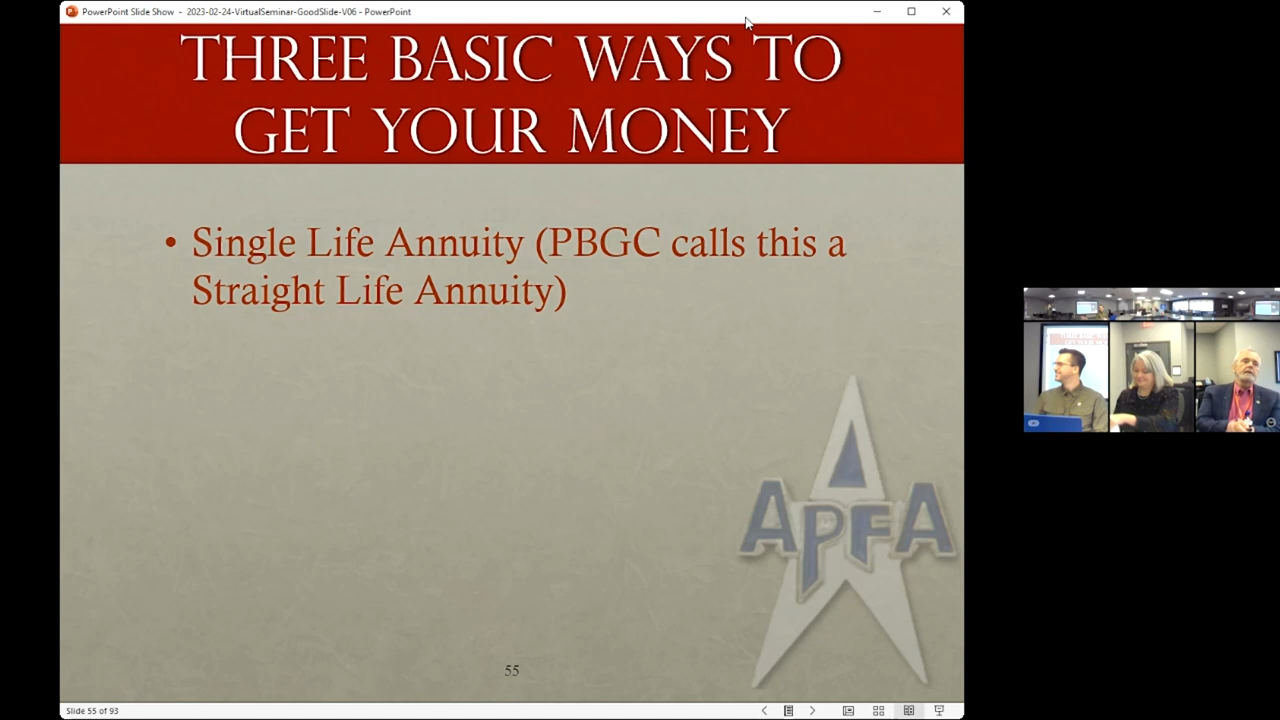 PowerPoint Slide Show - 2023-02-24-VirtualSeminar-GoodSlide-V06 - PowerPoint
THREE BASIC WAYS TO
GET YOUR MONEY
• Single Life Annuity (PBGC calls this a
Straight Life Annuity)
APFA
55
Slide 55 of 93